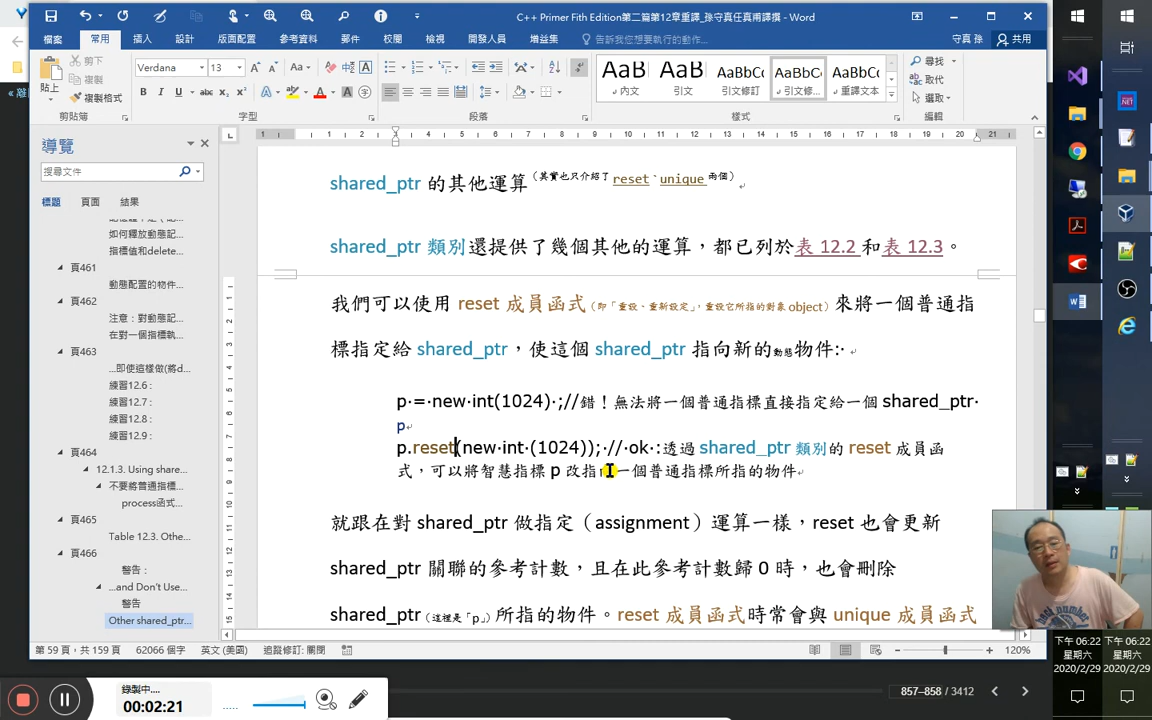 C++ Primer Fith Edition第二篇第12章重譯_孫守真任真甫譯撰 - Word
檔案 常用 插入 設計 版面配置 參考資料 郵件 校閱 檢視 開發人員 增益集 告訴我您想要執行的動作... 守真 孫 共用
貼上 剪下 複製 複製格式
Verdana 13
AaB AaB AaBbC( AaBbC( AaBbC(
內文 引文 引文修訂 引文修... 重譯文本
尋找 取代 選取
剪貼簿 字型 段落 樣式 編輯
導覽
搜尋文件
標題 頁面 結果
如何釋放動態記...
指標值和delete...
頁461
動態配置的物件...
頁462
注意:對動態記...
在對一個指標執...
頁463
...即使這樣做(將d...
練習12.6:
練習12.7:
練習12.8:
練習12.9:
頁464
12.1.3. Using share...
不要將普通指標...
process函式...
頁465
Table 12.3. Othe...
頁466
警告:
...and Don't Use...
警告
Other shared_ptr...
shared_ptr 的其他運算(其實也只介紹了 reset、unique 兩個)
shared_ptr 類別還提供了幾個其他的運算,都已列於表 12.2 和表 12.3。
我們可以使用 reset 成員函式(即「重設、重新設定」,重設它所指的對象 object)來將一個普通指
標指定給 shared_ptr,使這個 shared_ptr 指向新的動態物件:
p = new int(1024) ;//錯!無法將一個普通指標直接指定給一個 shared_ptr
p
p.reset(new int (1024)); // ok :透過 shared_ptr 類別的 reset 成員函
式,可以將智慧指標 p 改指向一個普通指標所指的物件
就跟在對 shared_ptr 做指定(assignment)運算一樣,reset 也會更新
shared_ptr 關聯的參考計數,且在此參考計數歸 0 時,也會刪除
shared_ptr(這裡是「p」)所指的物件。reset 成員函式時常會與 unique 成員函式
第 59 頁,共 159 頁 62066 個字 英文 (美國) 追蹤修訂: 關閉 120%
錄製中...
00:02:21
857–858 / 3412
下午 06:22 下午 06:22
星期六 星期六
2020/2/29 2020/2/29